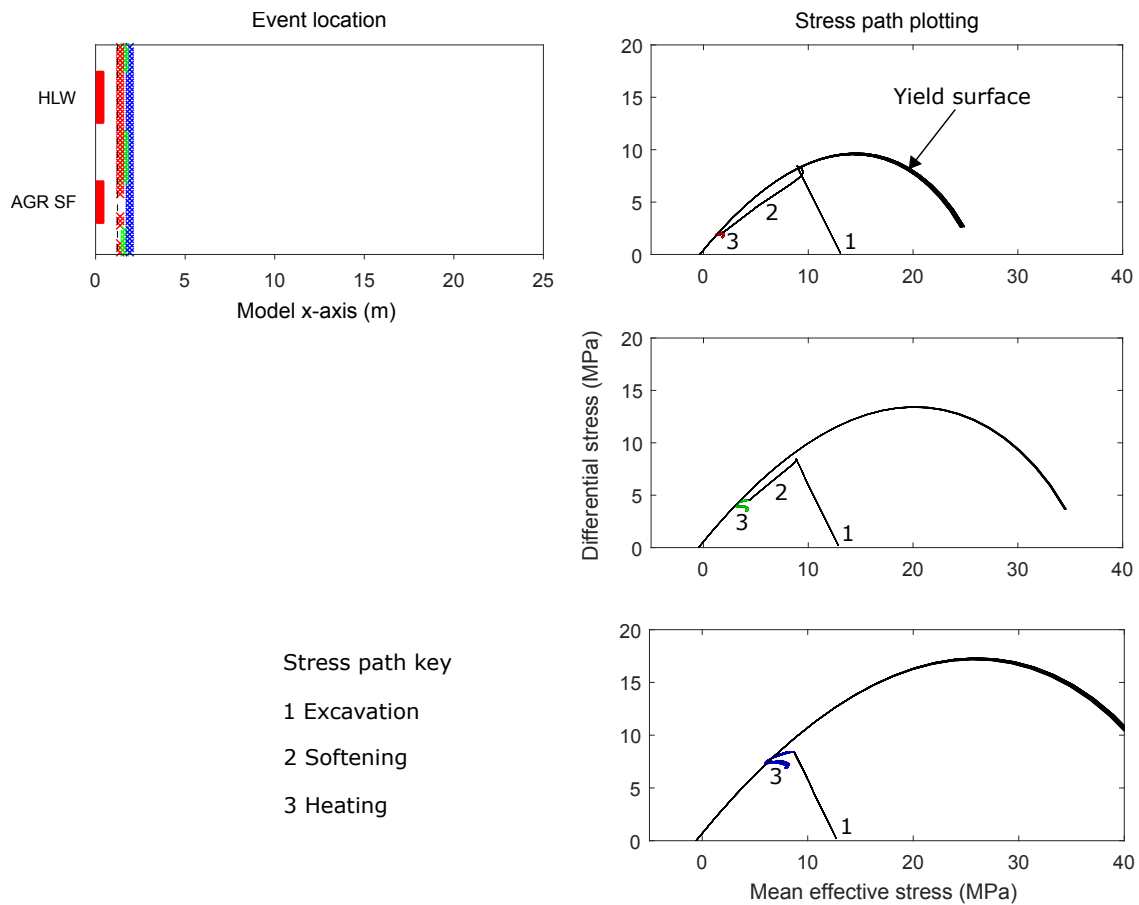 Event location
HLW
AGR SF
0 5 10 15 20 25
Model x-axis (m)
Stress path plotting
20
15
10
5
0
Yield surface
2
3
1
0 10 20 30 40
Differential stress (MPa)
20
15
10
5
0
2
3
1
0 10 20 30 40
20
15
10
5
0
3
1
0 10 20 30 40
Mean effective stress (MPa)
Stress path key
1 Excavation
2 Softening
3 Heating